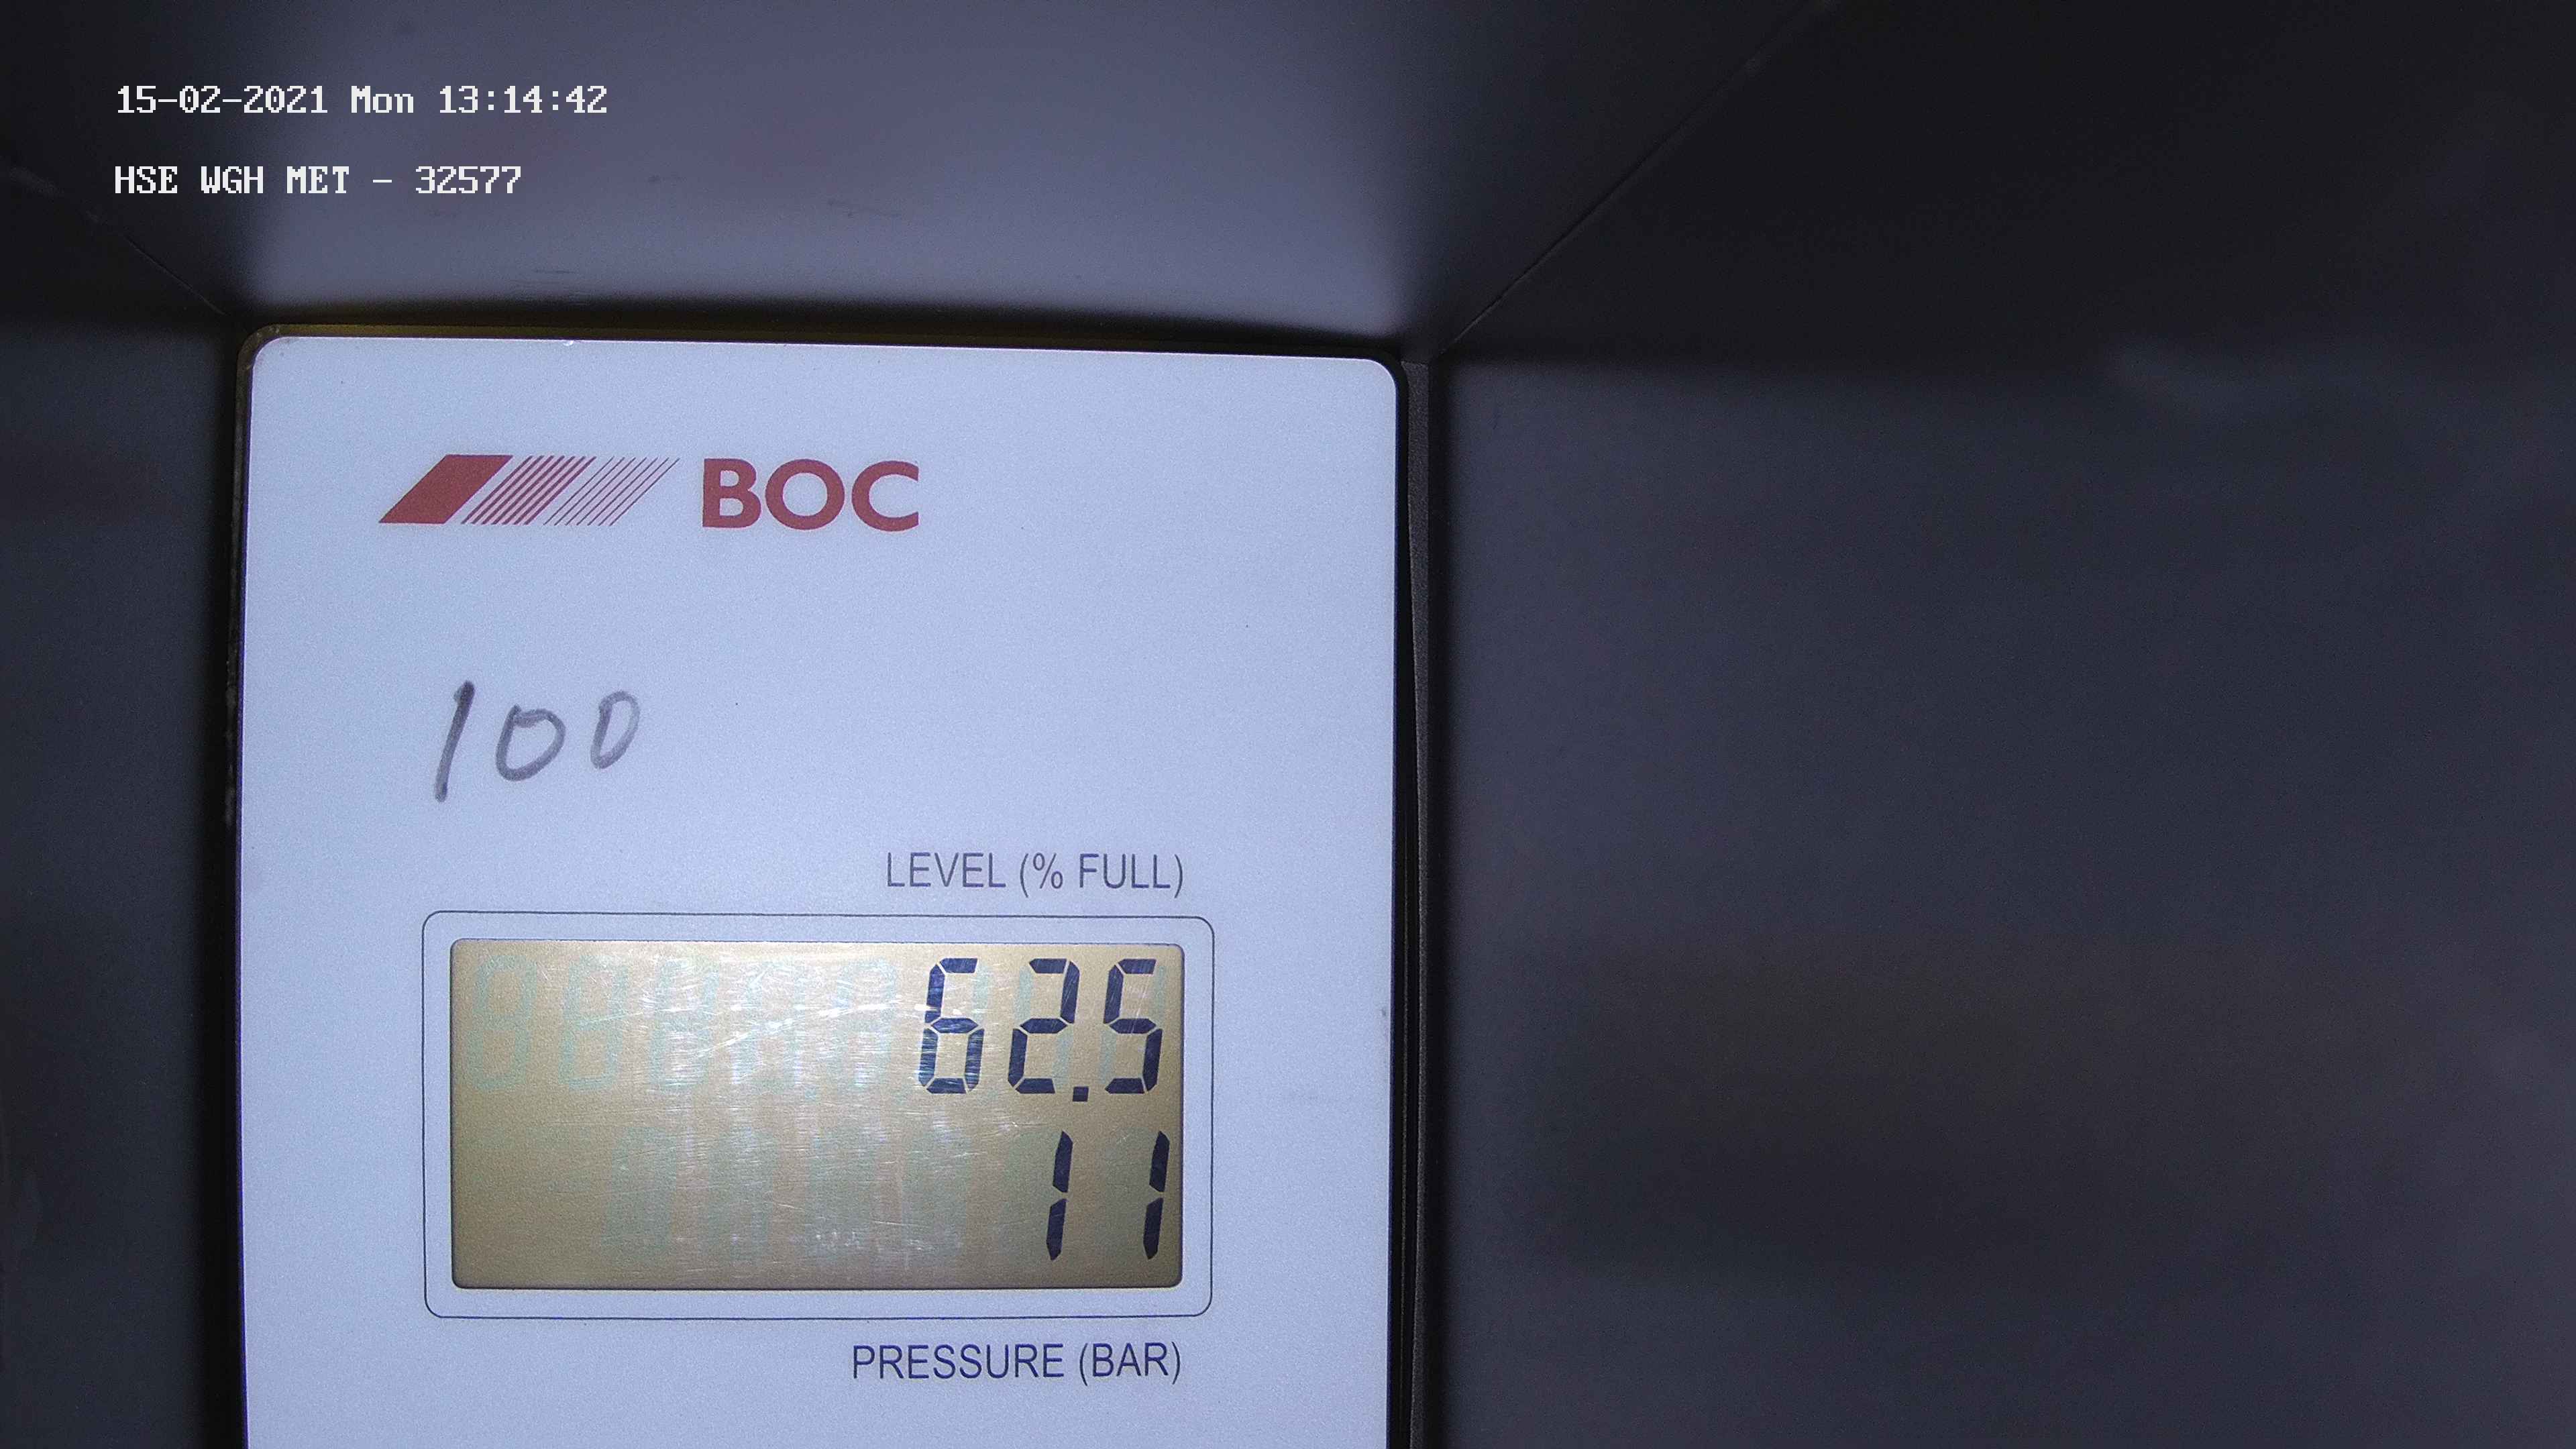 15-02-2021 Mon 13:14:42
HSE WGH MET - 32577
BOC
100
LEVEL (% FULL)
62.5
11
PRESSURE (BAR)